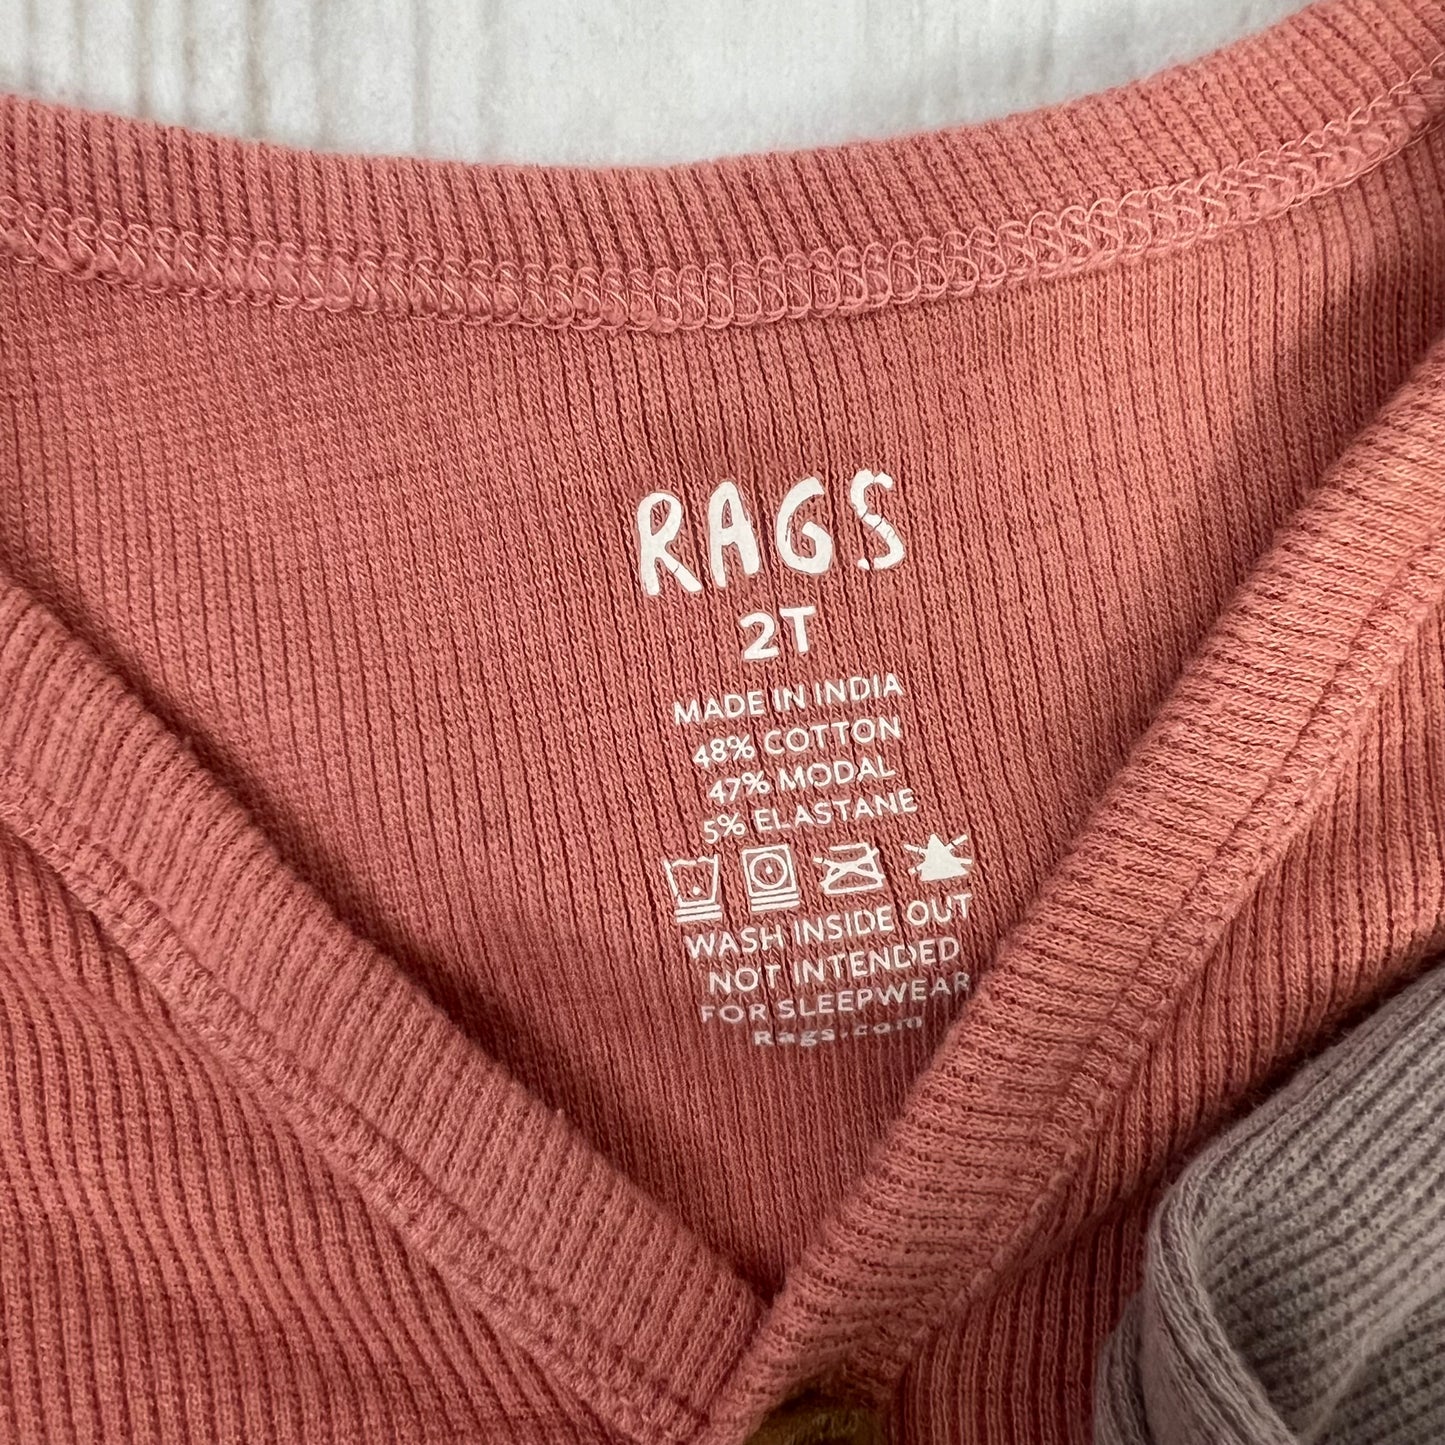 RAGS
2T
MADE IN INDIA
48% COTTON
47% MODAL
5% ELASTANE
WASH INSIDE OUT
NOT INTENDED
FOR SLEEPWEAR
Rags.com